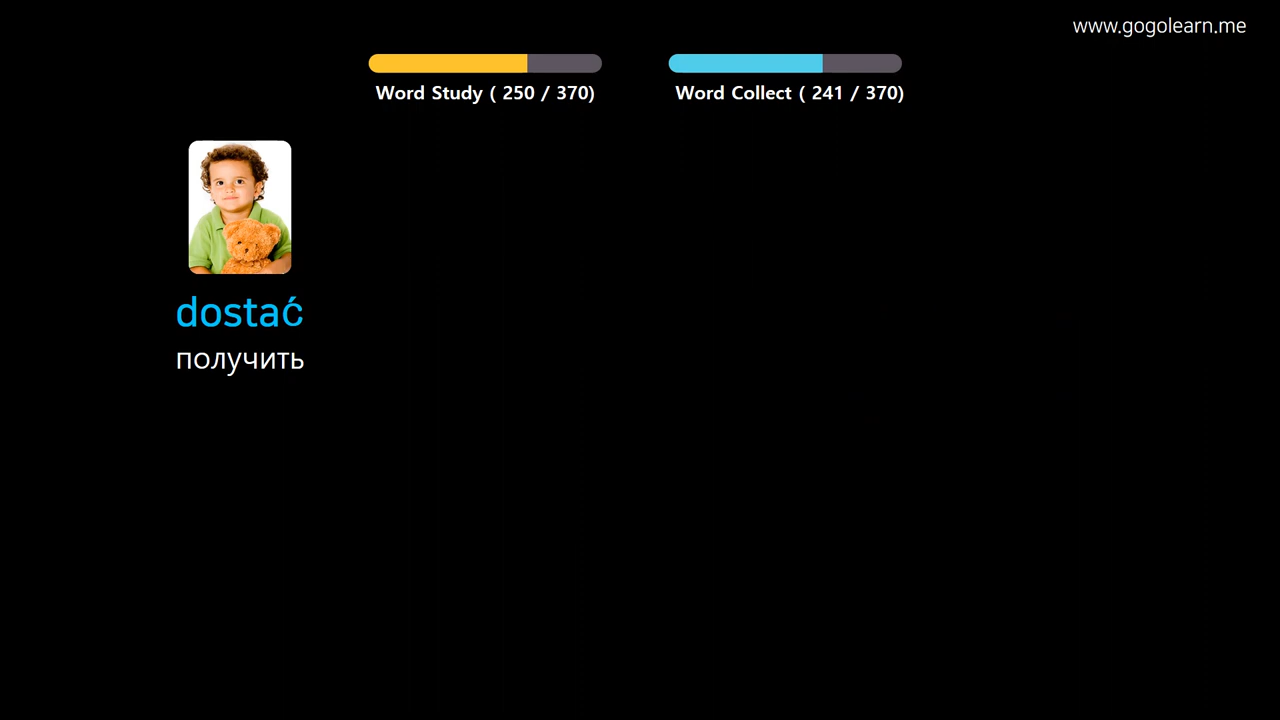 www.gogolearn.me
Word Study ( 250 / 370)
Word Collect ( 241 / 370)
dostać
получить